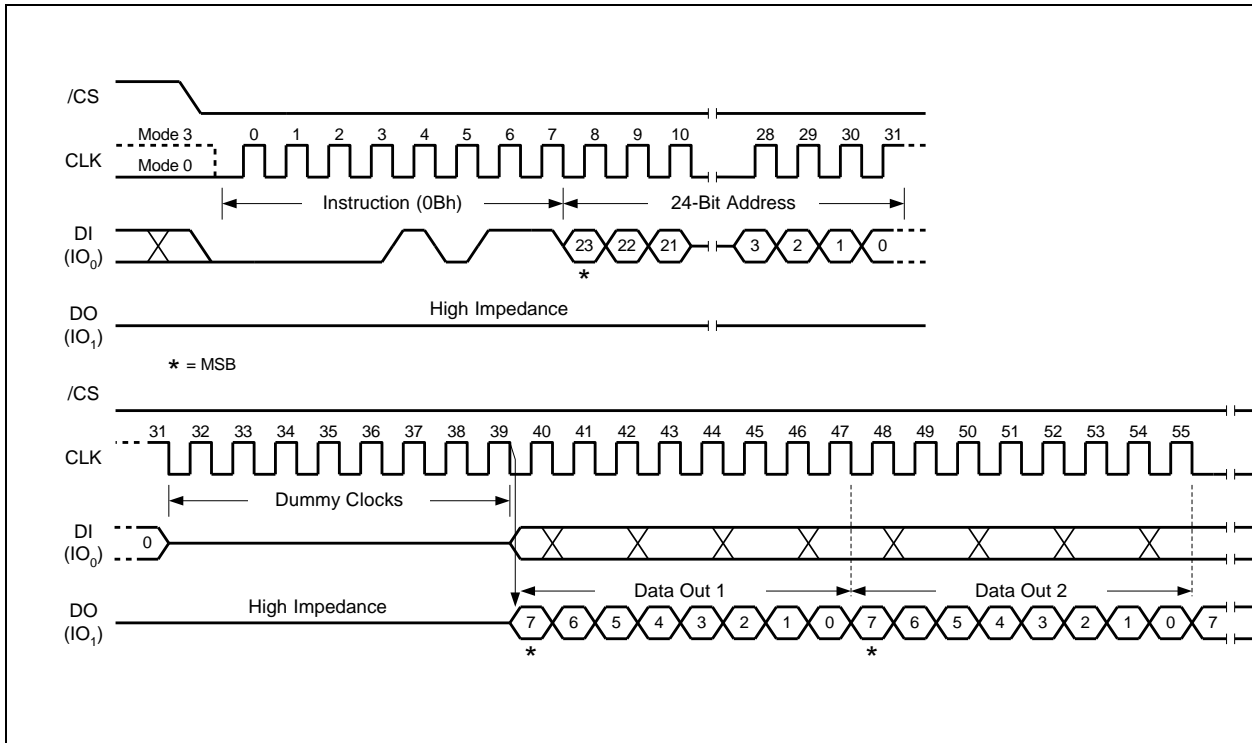 /CS
Mode 3
0 1 2 3 4 5 6 7 8 9 10 28 29 30 31
CLK
Mode 0
Instruction (0Bh)
24-Bit Address
DI
(IO0)
23 22 21 3 2 1 0
*
High Impedance
DO
(IO1)
* = MSB
/CS
31 32 33 34 35 36 37 38 39 40 41 42 43 44 45 46 47 48 49 50 51 52 53 54 55
CLK
Dummy Clocks
DI
(IO0)
0
Data Out 1
Data Out 2
High Impedance
DO
(IO1)
7 6 5 4 3 2 1 0 7 6 5 4 3 2 1 0 7
* *